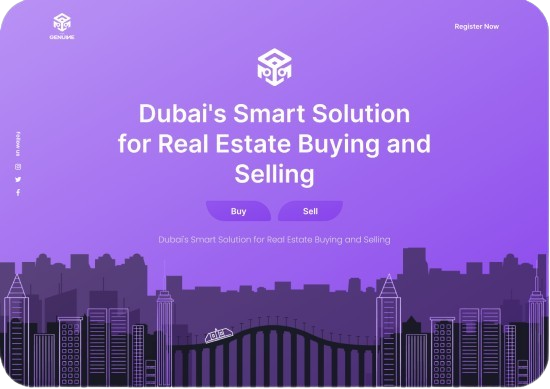 GENUINE
Register Now
Dubai's Smart Solution
for Real Estate Buying and
Selling
Follow us
Buy
Sell
Dubai's Smart Solution for Real Estate Buying and Selling